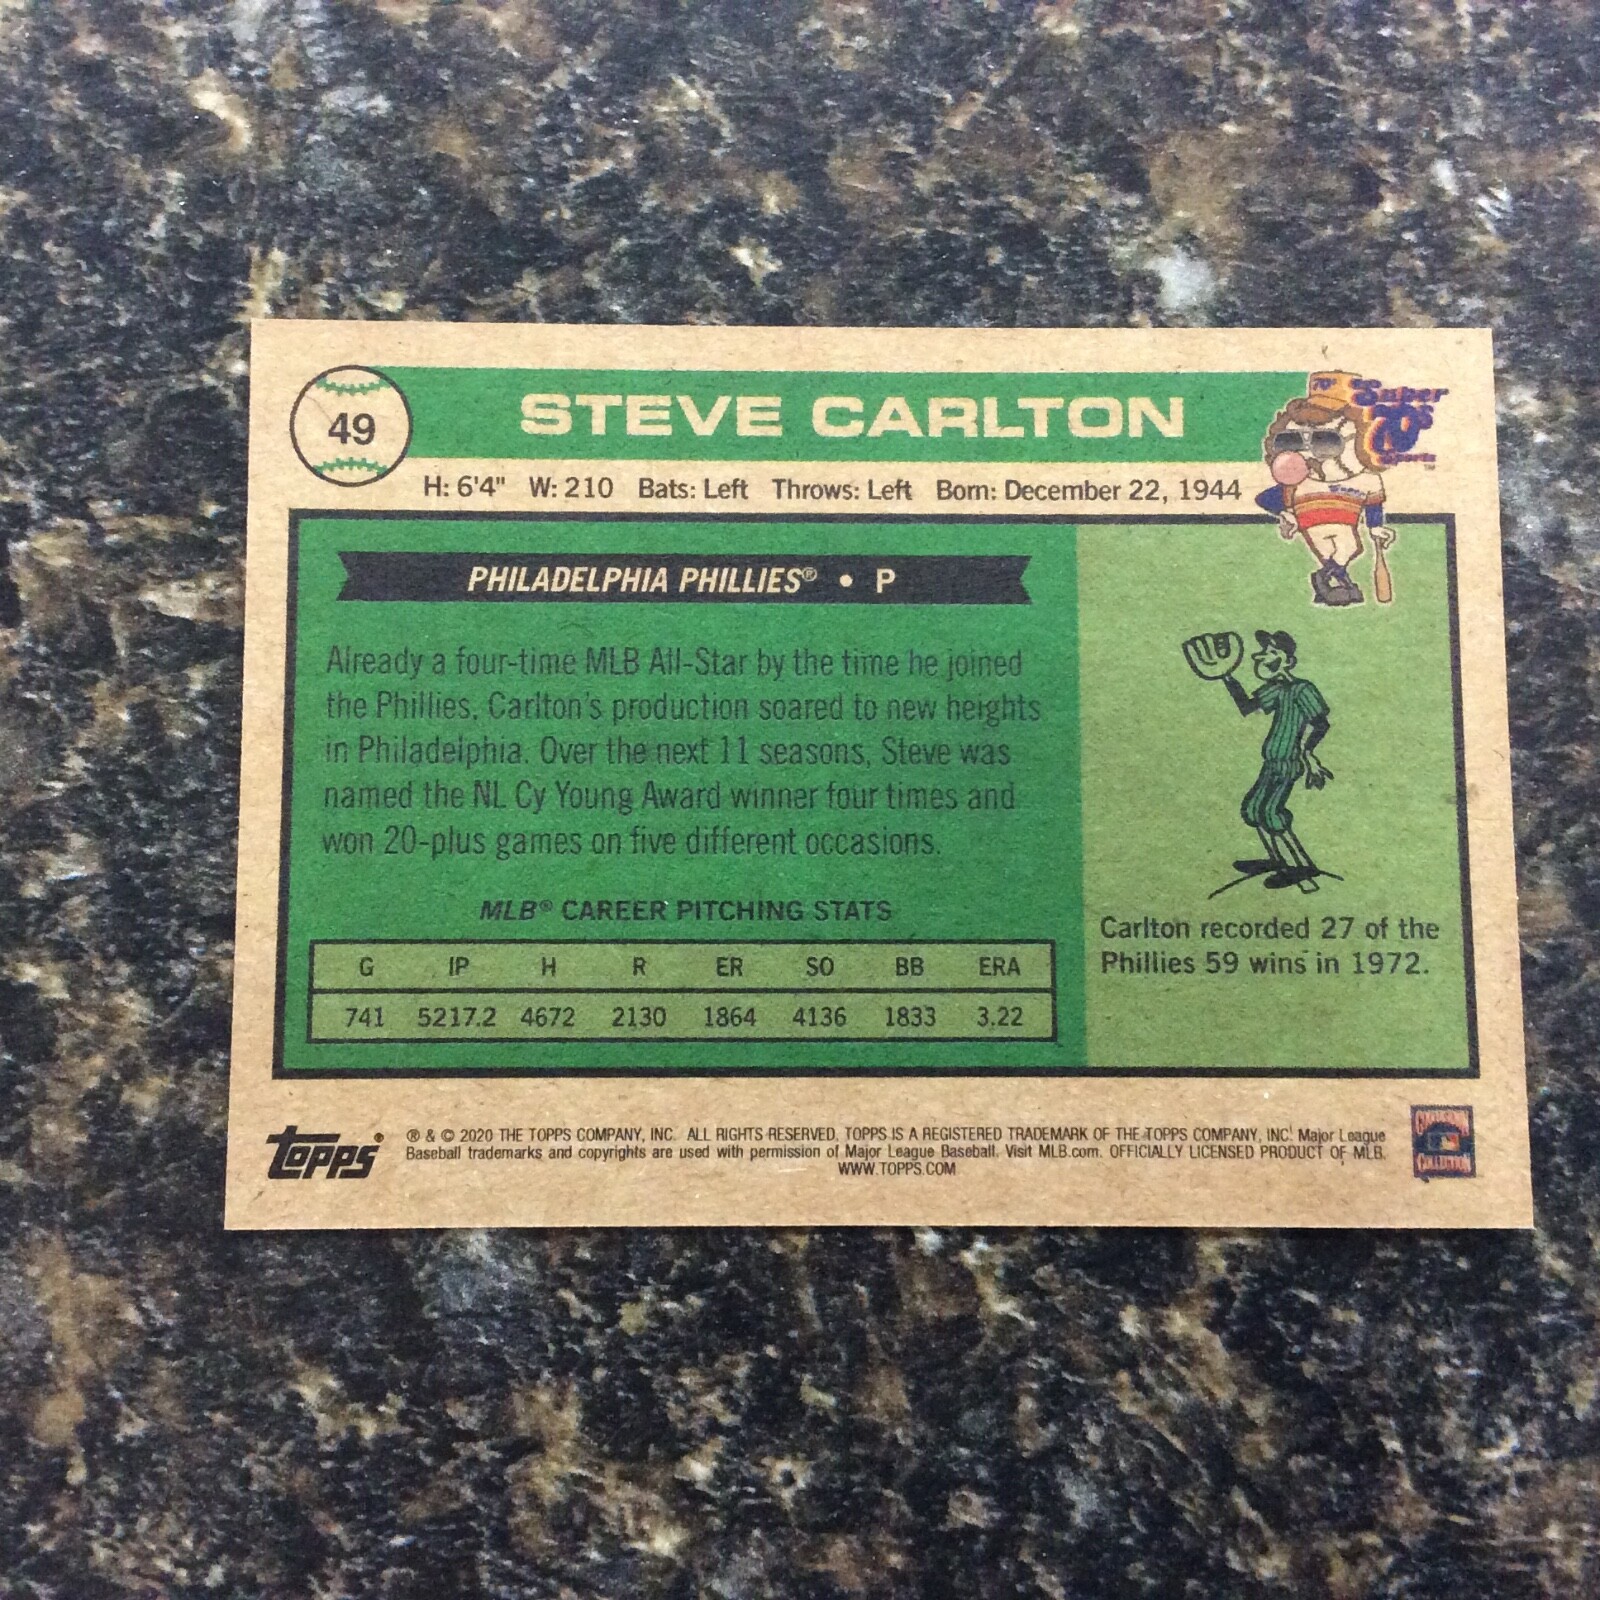 49
STEVE CARLTON
70's
Super
70's
Sports
H: 6'4" W: 210 Bats: Left Throws: Left Born: December 22, 1944
PHILADELPHIA PHILLIES® • P
Already a four-time MLB All-Star by the time he joined
the Phillies, Carlton's production soared to new heights
in Philadelphia. Over the next 11 seasons, Steve was
named the NL Cy Young Award winner four times and
won 20-plus games on five different occasions.
MLB® CAREER PITCHING STATS
G IP H R ER SO BB ERA
741 5217.2 4672 2130 1864 4136 1833 3.22
Carlton recorded 27 of the
Phillies 59 wins in 1972.
topps®
® & © 2020 THE TOPPS COMPANY, INC. ALL RIGHTS RESERVED. TOPPS IS A REGISTERED TRADEMARK OF THE TOPPS COMPANY, INC. Major League
Baseball trademarks and copyrights are used with permission of Major League Baseball. Visit MLB.com. OFFICIALLY LICENSED PRODUCT OF MLB.
WWW.TOPPS.COM
COLLECTION